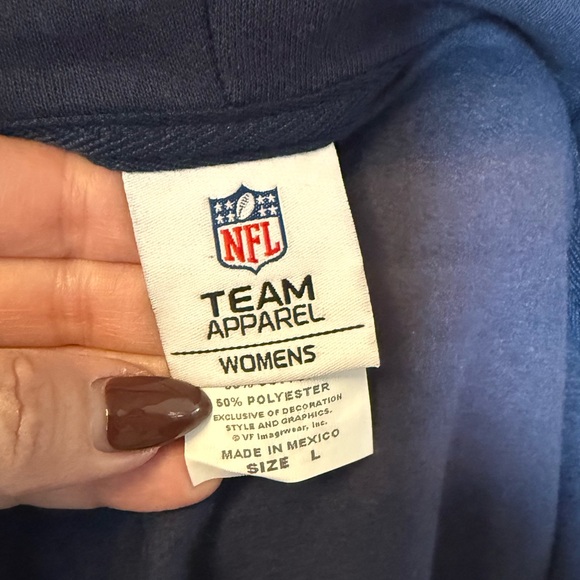 NFL
TEAM
APPAREL
WOMENS
50% POLYESTER
EXCLUSIVE OF DECORATION
STYLE AND GRAPHICS.
© VF Imagewear, Inc.
MADE IN MEXICO
SIZE L